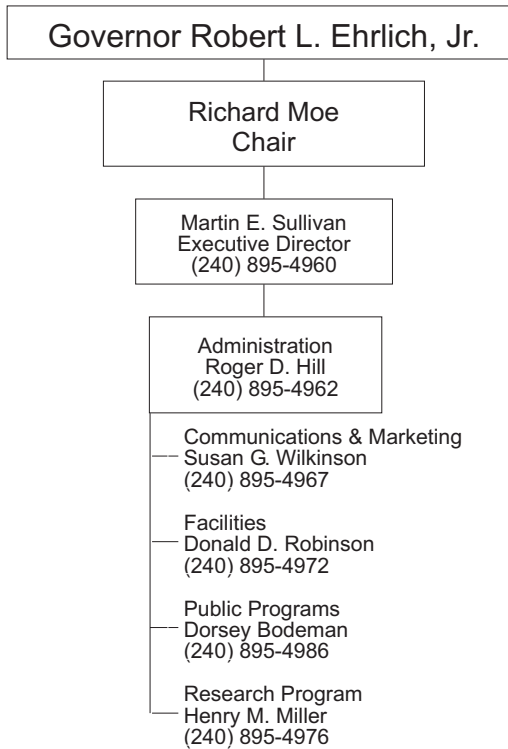 Governor Robert L. Ehrlich, Jr.
Richard Moe
Chair
Martin E. Sullivan
Executive Director
(240) 895-4960
Administration
Roger D. Hill
(240) 895-4962
Communications & Marketing
Susan G. Wilkinson
(240) 895-4967
Facilities
Donald D. Robinson
(240) 895-4972
Public Programs
Dorsey Bodeman
(240) 895-4986
Research Program
Henry M. Miller
(240) 895-4976